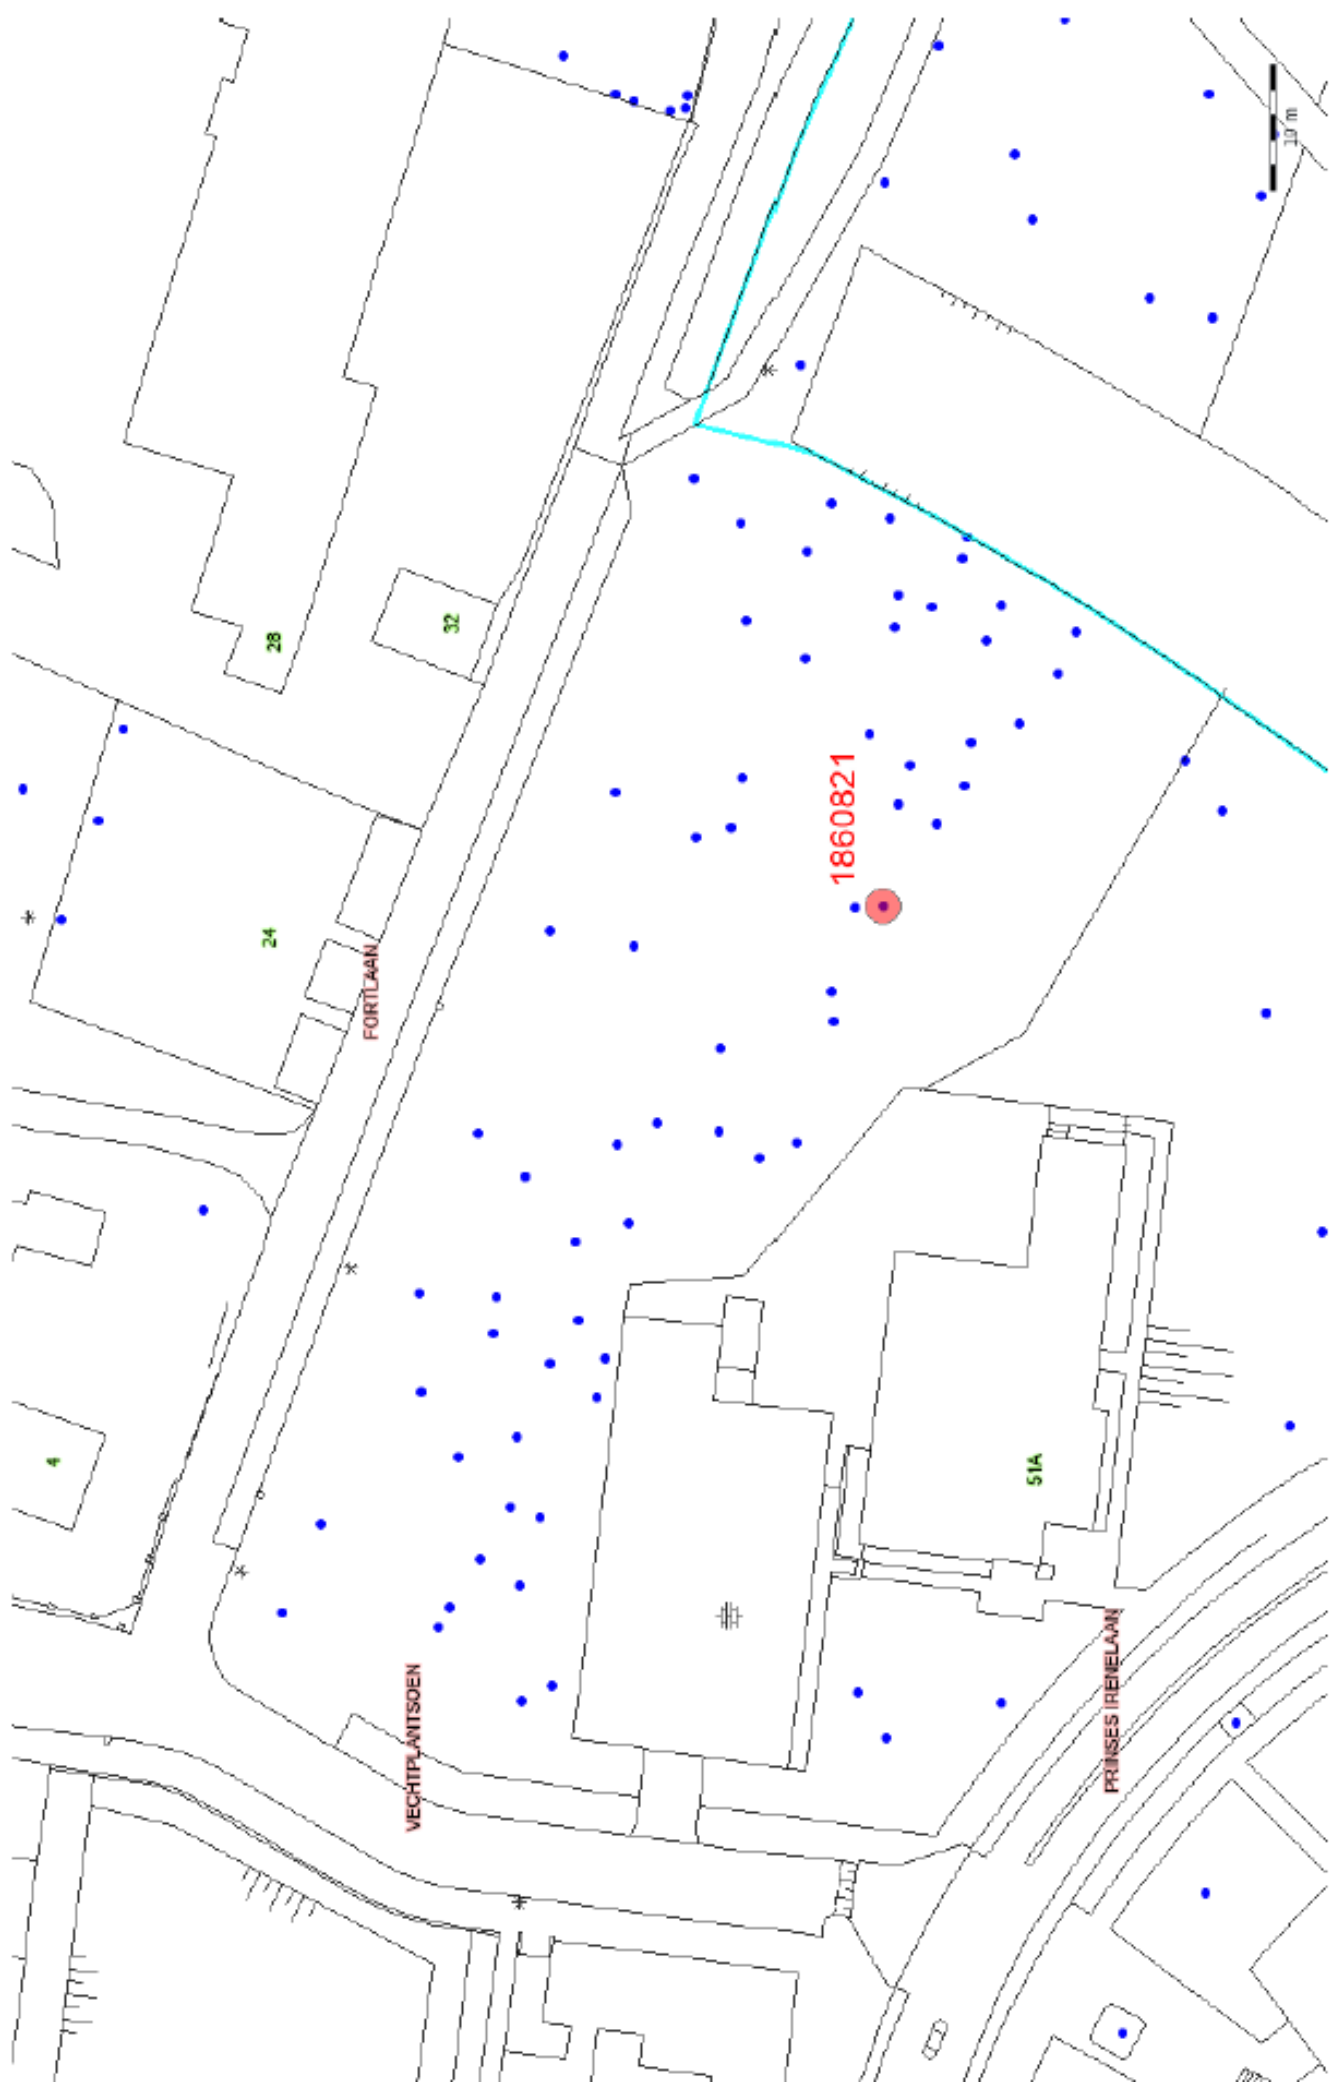 10 m
28
32
1860821
24
FORTLAAN
4
51A
VECHTPLANTSOEN
PRINSES IRENELAAN